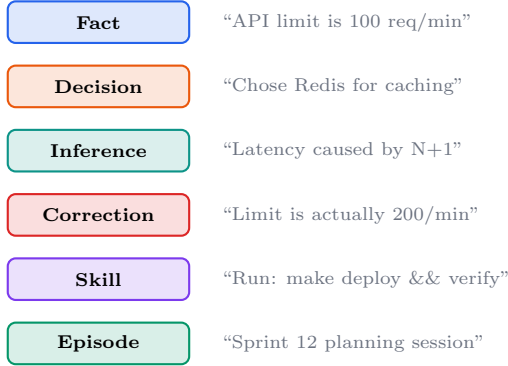 Fact “API limit is 100 req/min”
Decision “Chose Redis for caching”
Inference “Latency caused by N+1”
Correction “Limit is actually 200/min”
Skill “Run: make deploy && verify”
Episode “Sprint 12 planning session”